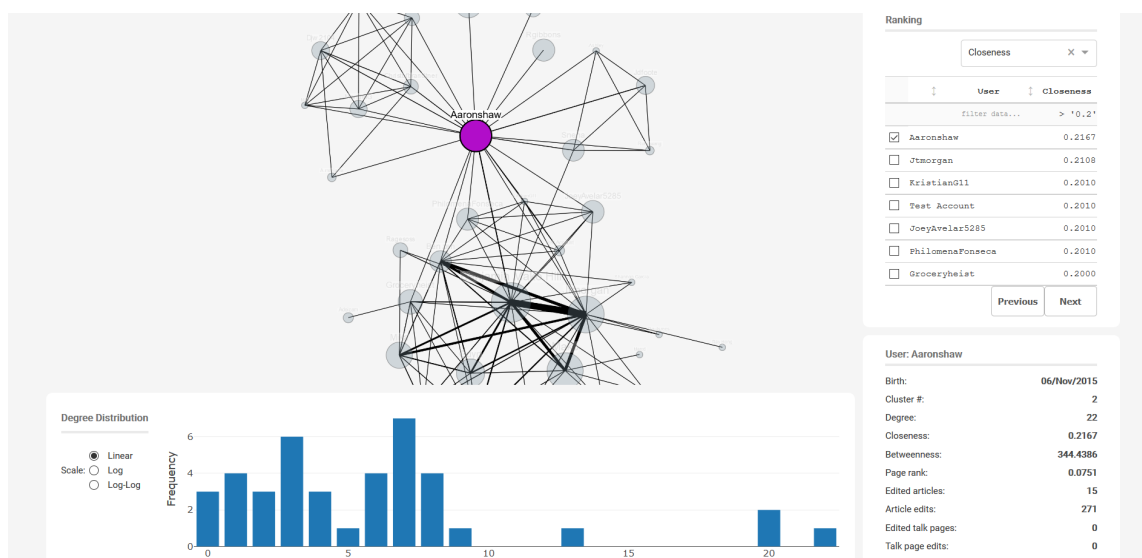 Aaronshaw
Ranking
Closeness
User Closeness
filter data... > '0.2'
Aaronshaw 0.2167
Jtmorgan 0.2108
KristianG11 0.2010
Test Account 0.2010
JoeyAvelar5285 0.2010
PhilomenaFonseca 0.2010
Groceryheist 0.2000
Previous Next
User: Aaronshaw
Birth: 06/Nov/2015
Cluster #: 2
Degree: 22
Closeness: 0.2167
Betweenness: 344.4386
Page rank: 0.0751
Edited articles: 15
Article edits: 271
Edited talk pages: 0
Talk page edits: 0
Degree Distribution
Scale:
Linear
Log
Log-Log
Frequency
6
4
2
0
0 5 10 15 20